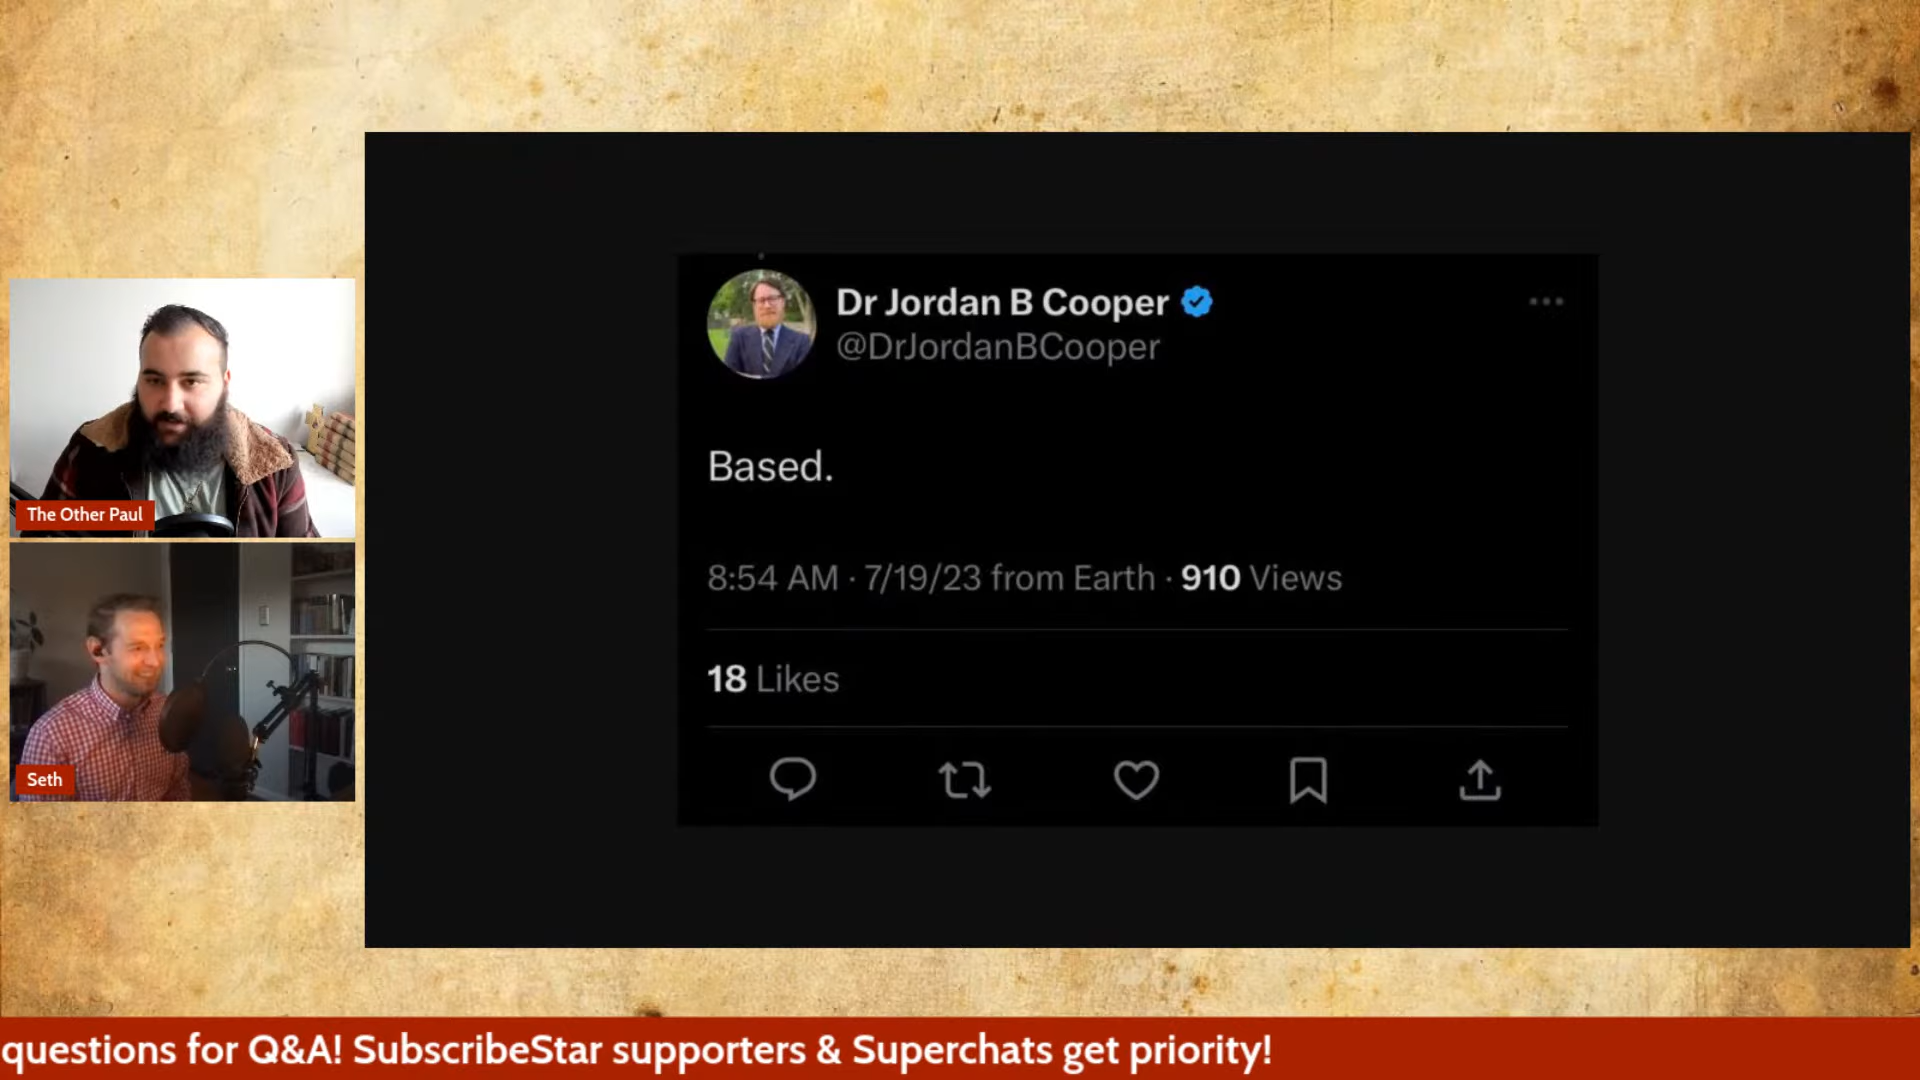 Dr Jordan B Cooper
@DrJordanBCooper
Based.
8:54 AM · 7/19/23 from Earth · 910 Views
18 Likes
The Other Paul
Seth
questions for Q&A! SubscribeStar supporters & Superchats get priority!